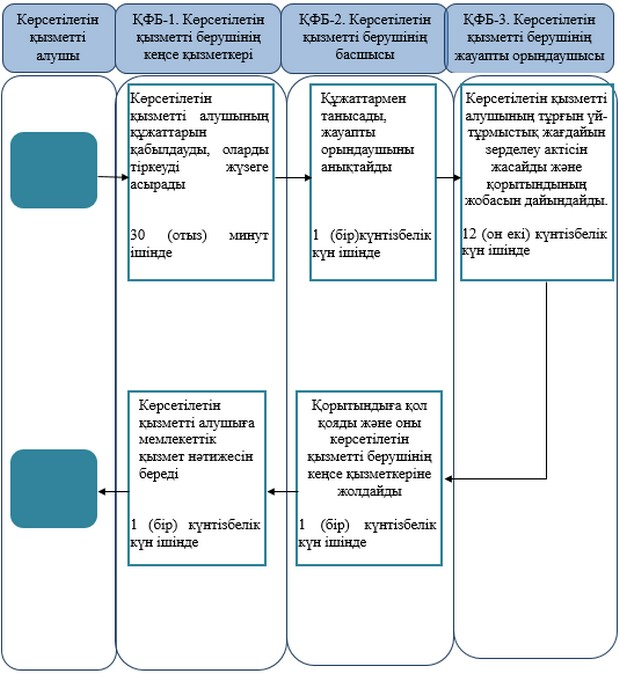 Көрсетілетін
қызметті
алушы
ҚФБ-1. Көрсетілетін
қызметті берушінің
кеңсе қызметкері
ҚФБ-2. Көрсетілетін
қызметті берушінің
басшысы
ҚФБ-3. Көрсетілетін
қызметті берушінің
жауапты орындаушысы
Көрсетілетін
қызметті алушының
құжаттарын
қабылдауды, оларды
тіркеуді жүзеге
асырады
30 (отыз) минут
ішінде
Құжаттармен
танысады,
жауапты
орындаушыны
анықтайды
1 (бір)күнтізбелік
күн ішінде
Көрсетілетін қызметті
алушының тұрғын үй-
тұрмыстық жағдайын
зерделеу актісін
жасайды және
қорытындының
жобасын дайындайды.
12 (он екі) күнтізбелік
күн ішінде
Көрсетілетін
қызметті алушыға
мемлекеттік
қызмет нәтижесін
береді
1 (бір) күнтізбелік
күн ішінде
Қорытындыға қол
қояды және оны
көрсетілетін
қызметті берушінің
кеңсе қызметкеріне
жолдайды
1 (бір) күнтізбелік
күн ішінде